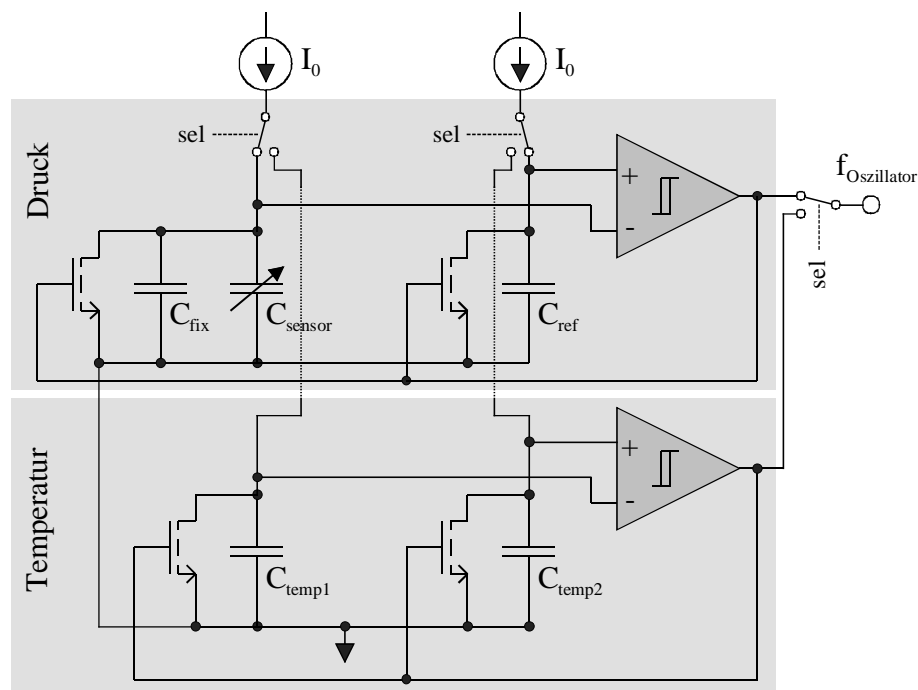 I0
I0
sel
sel
fOszillator
+
-
sel
Druck
Cfix
Csensor
Cref
Temperatur
+
-
Ctemp1
Ctemp2